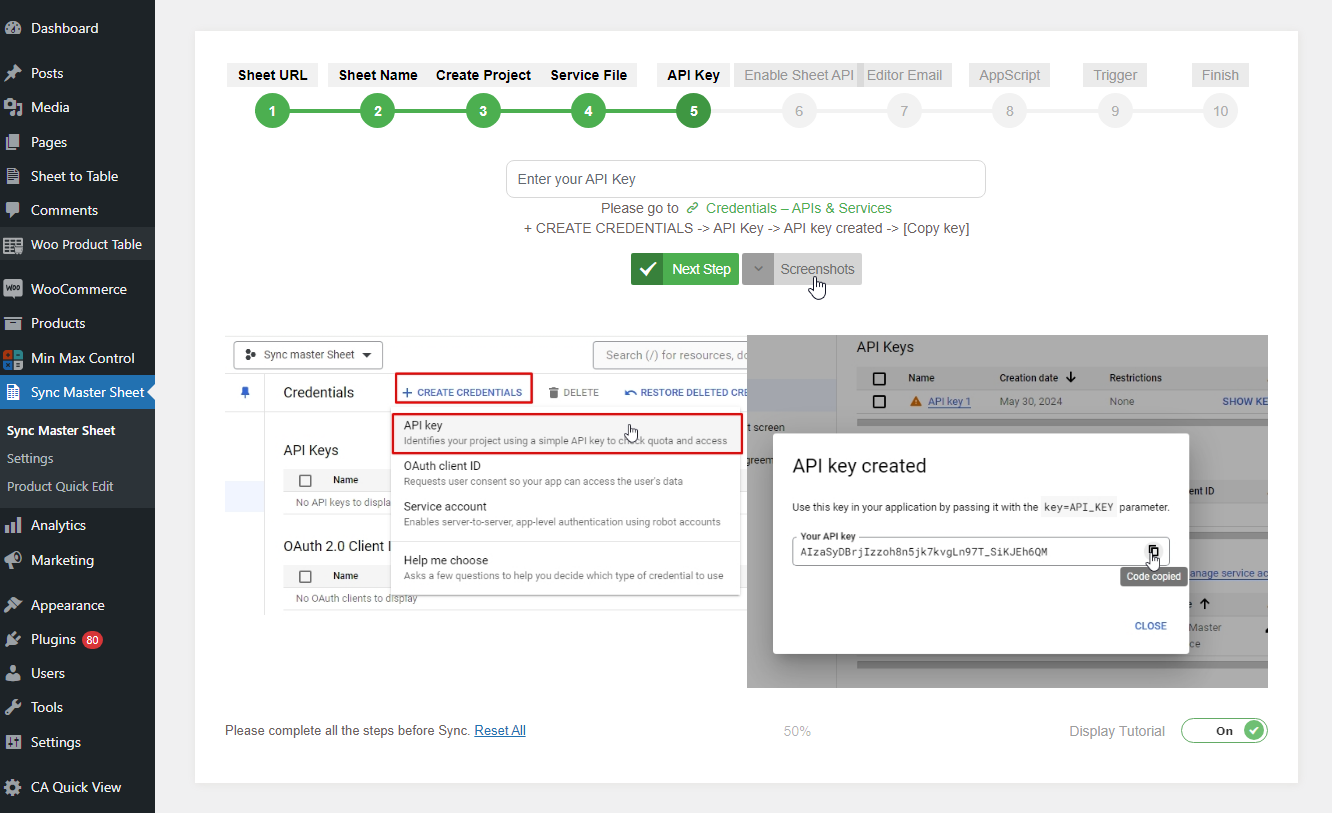 Dashboard
Posts
Media
Pages
Sheet to Table
Comments
Woo Product Table
WooCommerce
Products
Min Max Control
Sync Master Sheet
Sync Master Sheet
Settings
Product Quick Edit
Analytics
Marketing
Appearance
Plugins 80
Users
Tools
Settings
CA Quick View
Sheet URL Sheet Name Create Project Service File API Key Enable Sheet API Editor Email AppScript Trigger Finish
1 2 3 4 5 6 7 8 9 10
Enter your API Key
Please go to Credentials – APIs & Services
+ CREATE CREDENTIALS -> API Key -> API key created -> [Copy key]
Next Step Screenshots
Sync master Sheet
Search (/) for resources, do
Credentials + CREATE CREDENTIALS DELETE RESTORE DELETED CRE
API key
Identifies your project using a simple API key to check quota and access
API Keys
OAuth client ID
Requests user consent so your app can access the user's data
Name
No API keys to displa
Service account
Enables server-to-server, app-level authentication using robot accounts
OAuth 2.0 Client I
Help me choose
Asks a few questions to help you decide which type of credential to use
Name
No OAuth clients to display
API Keys
Name Creation date Restrictions
API key 1 May 30, 2024 None SHOW KE
t screen
greem
ent ID
API key created
Use this key in your application by passing it with the key=API_KEY parameter.
Your API key
AIzaSyDBrjIzzoh8n5jk7kvgLn97T_SiKJEh6QM
Code copied
anage service ac
e
Master
ce
CLOSE
Please complete all the steps before Sync. Reset All
50%
Display Tutorial On